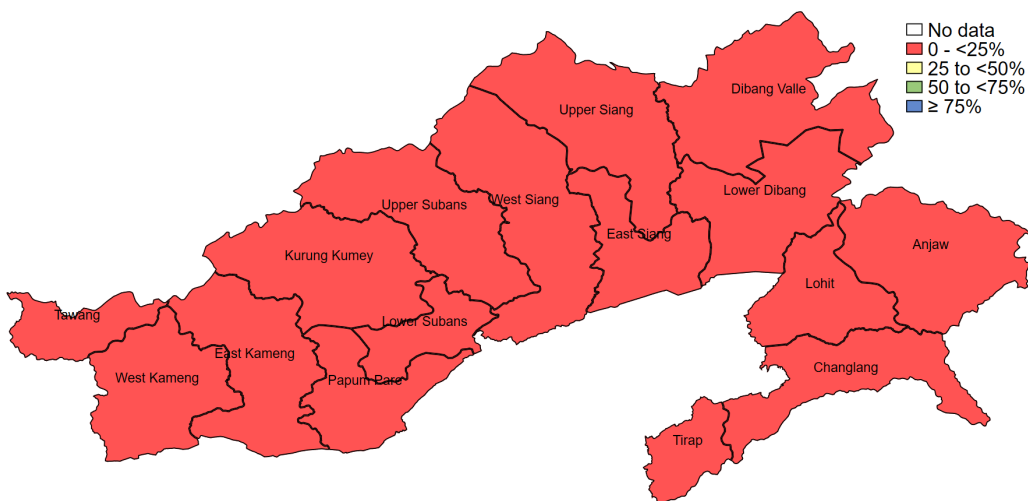 No data
0 - <25%
25 to <50%
50 to <75%
≥ 75%
Dibang Valle
Upper Siang
Lower Dibang
West Siang
Upper Subans
East Siang
Anjaw
Kurung Kumey
Lohit
Tawang
Lower Subans
East Kameng
Changlang
West Kameng
Papum Pare
Tirap